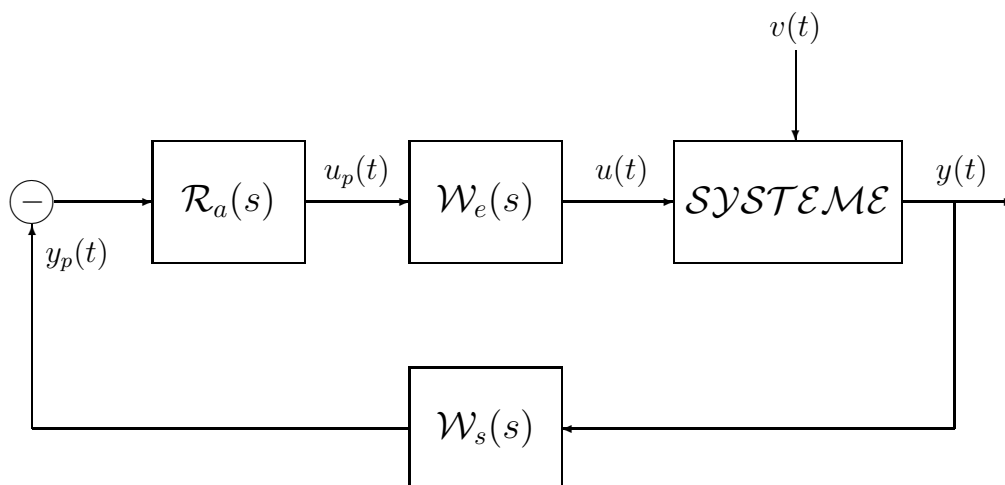 v(t)
− R_a(s) u_p(t) W_e(s) u(t) SYSTEME y(t)
y_p(t)
W_s(s)